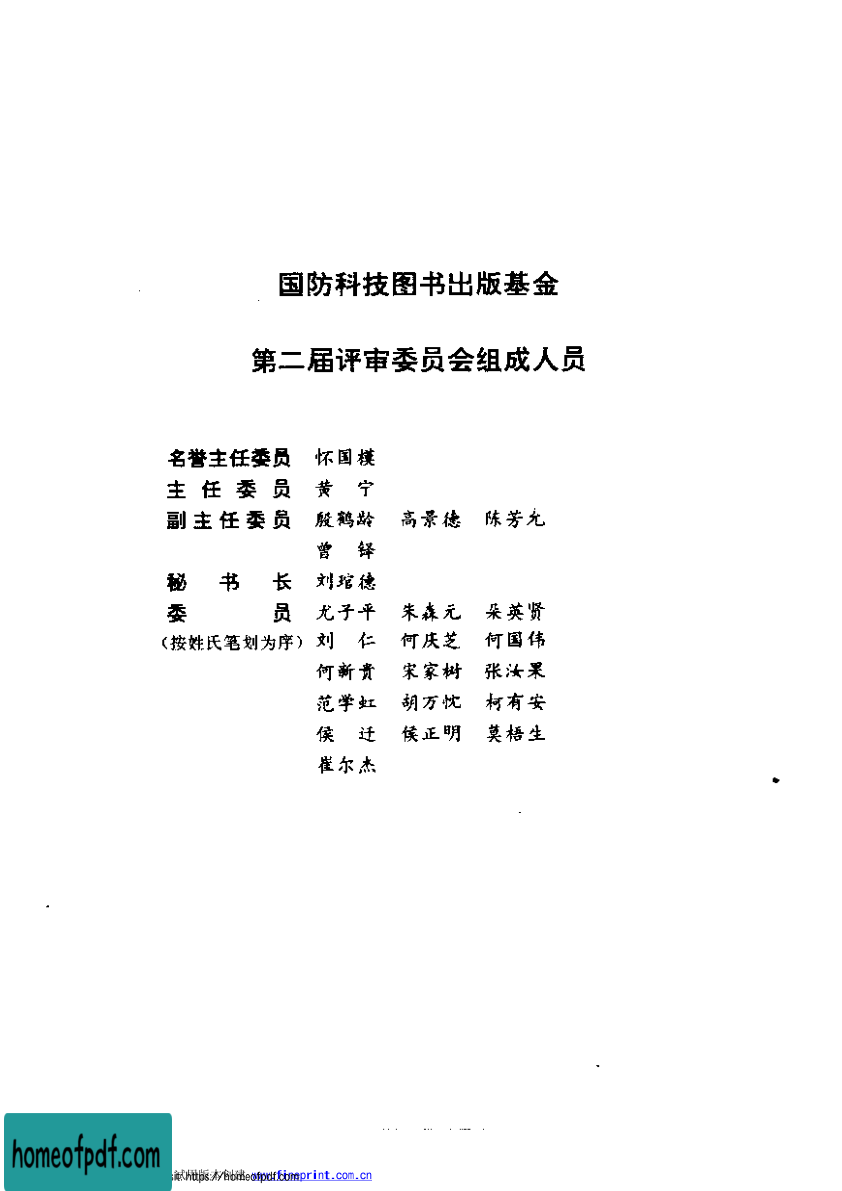 国防科技图书出版基金
第二届评审委员会组成人员
名誉主任委员 怀国模
主任委员 黄 宁
副主任委员 殷鹤龄 高景德 陈芳允
曾 铎
秘书长 刘琯德
委员 尤子平 朱森元 朵英贤
(按姓氏笔划为序) 刘 仁 何庆芝 何国伟
何新贵 宋家树 张汝果
范学虹 胡万忱 柯有安
侯 迁 侯正明 莫梧生
崔尔杰
homeofpdf.com
试用版本创建 www.fineprint.com.cn
https://homeofpdf.com